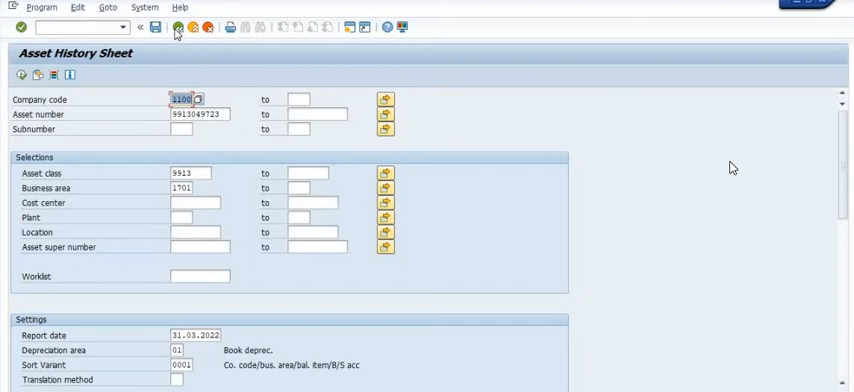 Program Edit Goto System Help
Asset History Sheet
Company code 1100 to
Asset number 9913049723 to
Subnumber to
Selections
Asset class 9913 to
Business area 1701 to
Cost center to
Plant to
Location to
Asset super number to
Worklist
Settings
Report date 31.03.2022
Depreciation area 01 Book deprec.
Sort Variant 0001 Co. code/bus. area/bal. item/B/S acc
Translation method